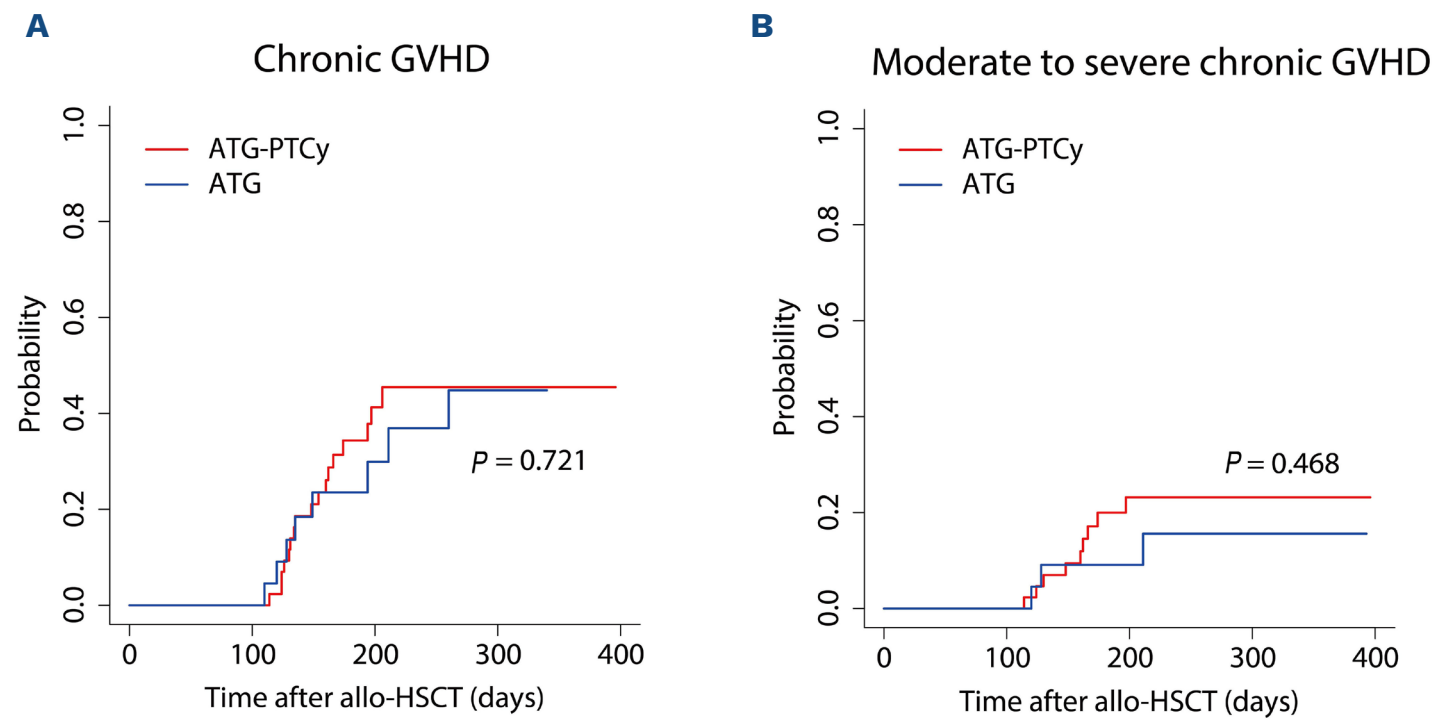 A
Chronic GVHD
ATG-PTCy
ATG
1.0
0.8
0.6
0.4
0.2
0.0
Probability
P = 0.721
0 100 200 300 400
Time after allo-HSCT (days)
B
Moderate to severe chronic GVHD
ATG-PTCy
ATG
1.0
0.8
0.6
0.4
0.2
0.0
Probability
P = 0.468
0 100 200 300 400
Time after allo-HSCT (days)